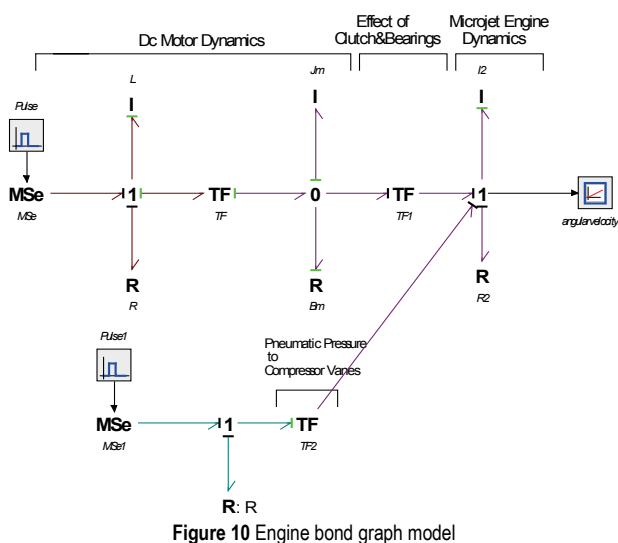 Dc Motor Dynamics
Effect of
Clutch&Bearings
Microjet Engine
Dynamics
L
Jm
I2
I
I
I
Pulse
MSe
1
TF
0
TF
1
MSe
TF
TF1
angularvelocity
R
R
R
R
Bm
R2
Pulse1
Pneumatic Pressure
to
Compressor Vanes
MSe
1
TF
MSe1
TF2
R: R
Figure 10 Engine bond graph model